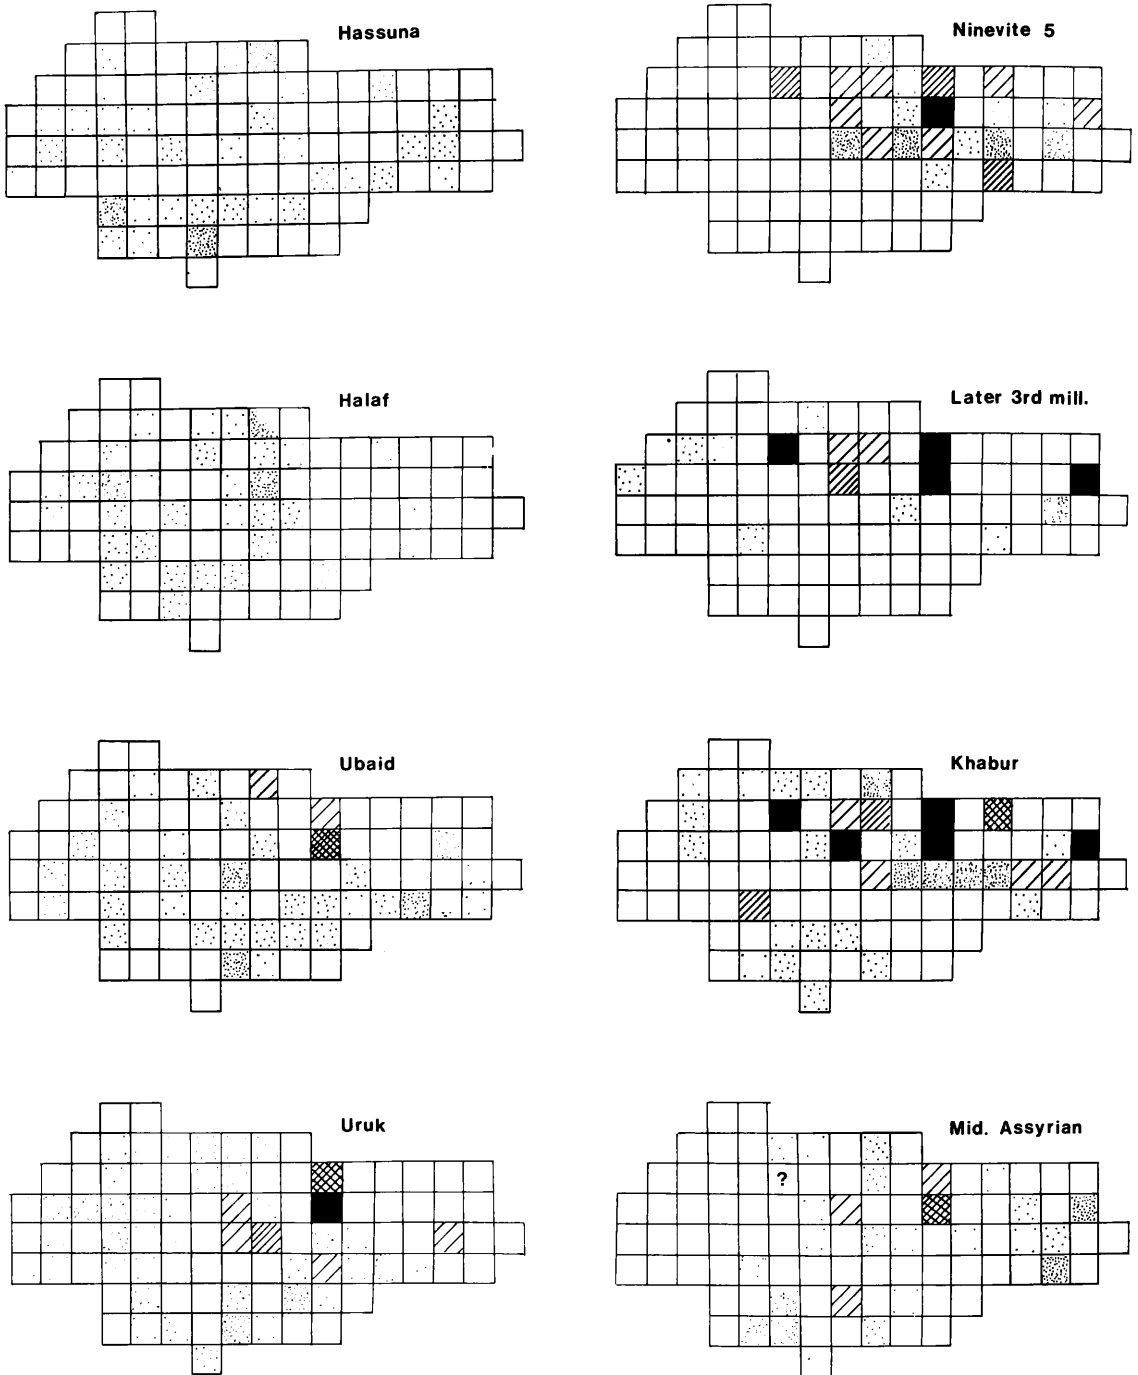 Hassuna
Ninevite 5
Halaf
Later 3rd mill.
Ubaid
Khabur
Uruk
Mid. Assyrian
?